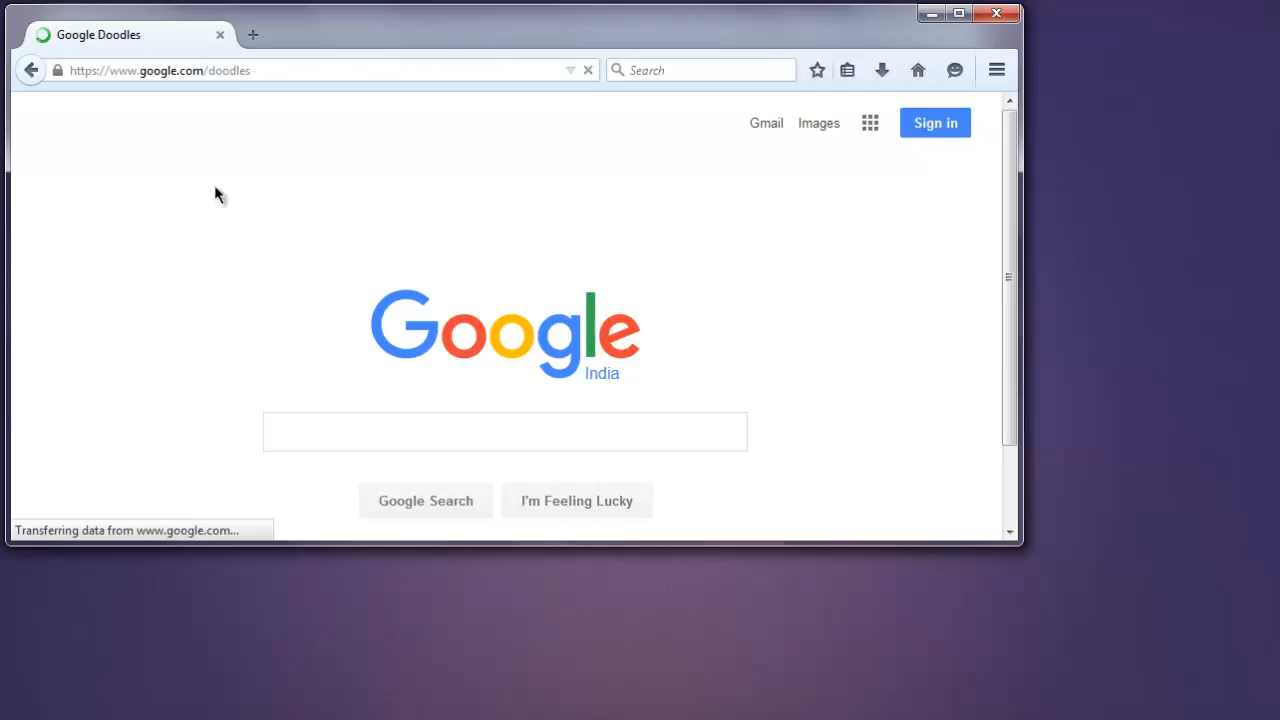 Google Doodles
https://www.google.com/doodles
Search
Gmail Images Sign in
Google
India
Google Search I'm Feeling Lucky
Transferring data from www.google.com...